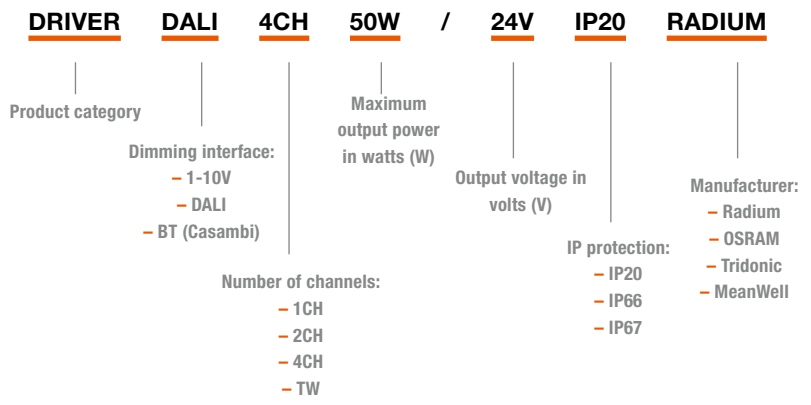 DRIVER DALI 4CH 50W / 24V IP20 RADIUM
Product category
Dimming interface:
– 1-10V
– DALI
– BT (Casambi)
Number of channels:
– 1CH
– 2CH
– 4CH
– TW
Maximum
output power
in watts (W)
Output voltage in
volts (V)
IP protection:
– IP20
– IP66
– IP67
Manufacturer:
– Radium
– OSRAM
– Tridonic
– MeanWell